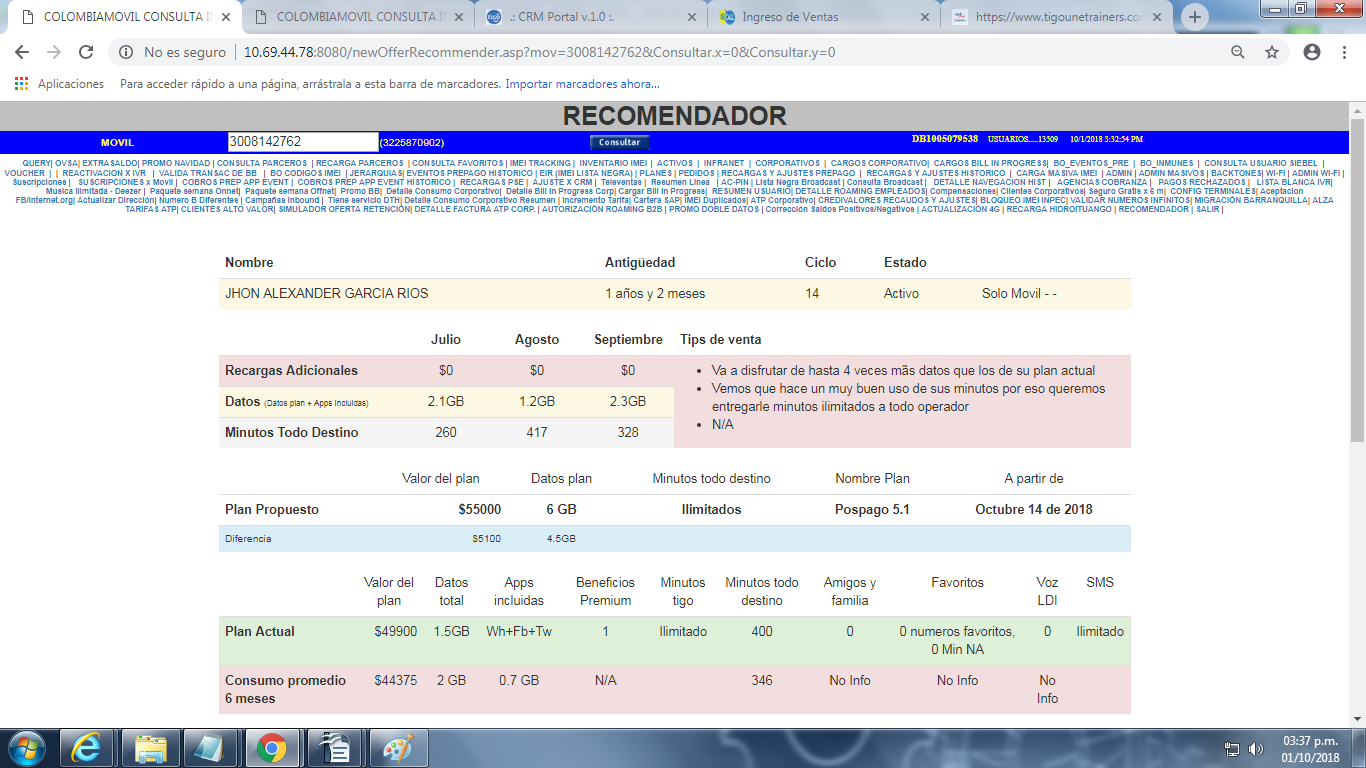 COLOMBIAMOVIL CONSULTA I
COLOMBIAMOVIL CONSULTA I
.: CRM Portal v.1.0 :.
Ingreso de Ventas
https://www.tigounetrainers.co
No es seguro | 10.69.44.78:8080/newOfferRecommender.asp?mov=3008142762&Consultar.x=0&Consultar.y=0
Aplicaciones Para acceder rápido a una página, arrástrala a esta barra de marcadores. Importar marcadores ahora...
RECOMENDADOR
MOVIL 3008142762 (3225870902) Consultar DB1005079538 USUARIOS.....13509 10/1/2018 3:32:54 PM
QUERY| OVSA| EXTRASALDO| PROMO NAVIDAD | CONSULTA PARCEROS | RECARGA PARCEROS | CONSULTA FAVORITOS | IMEI TRACKING | INVENTARIO IMEI | ACTIVOS | INFRANET | CORPORATIVOS | CARGOS CORPORATIVO| CARGOS BILL IN PROGRESS| BO_EVENTOS_PRE | BO_INMUNES | CONSULTA USUARIO SIEBEL |
VOUCHER | | REACTIVACION X IVR | VALIDA TRANSAC DE BB | BO CODIGOS IMEI | JERARQUIAS| EVENTOS PREPAGO HISTORICO | EIR (IMEI LISTA NEGRA) | PLANES | PEDIDOS | RECARGAS Y AJUSTES PREPAGO | RECARGAS Y AJUSTES HISTORICO | CARGA MASIVA IMEI | ADMIN | ADMIN MASIVOS | BACKTONES| WI-FI | ADMIN WI-FI |
Suscripciones | SUSCRIPCIONES x Movil | COBROS PREP APP EVENT | COBROS PREP APP EVENT HISTORICO | RECARGAS PSE | AJUSTE X CRM | Televentas | Resumen Linea | AC-PIN | Lista Negra Broadcast | Consulta Broadcast | DETALLE NAVEGACION HIST | AGENCIAS COBRANZA | PAGOS RECHAZADOS | LISTA BLANCA IVR|
Musica Ilimitada - Deezer | Paquete semana Onnet| Paquete semana Offnet| Promo BB| Detalle Consumo Corporativo| Detalle Bill In Progress Corp| Cargar Bill In Progress Corp| RESUMEN USUARIO| DETALLE ROAMING EMPLEADOS| Compensaciones| Clientes Corporativos| Seguro Gratis x 6 m| CONFIG TERMINALES| Aceptacion
FB/Internet.org| Actualizar Dirección| Numero B Diferentes | Campañas Inbound | Tiene servicio DTH| Detalle Consumo Corporativo Resumen | Incremento Tarifa| Cartera SAP| IMEI Duplicados| ATP Corporativo| CREDIVALORES RECAUDOS Y AJUSTES| BLOQUEO IMEI INPEC| VALIDAR NUMEROS INFINITOS| MIGRACIÓN BARRANQUILLA| ALZA
TARIFAS ATP| CLIENTES ALTO VALOR| SIMULADOR OFERTA RETENCIÓN| DETALLE FACTURA ATP CORP. | AUTORIZACIÓN ROAMING B2B | PROMO DOBLE DATOS | Corrección Saldos Positivos/Negativos | ACTUALIZACIÓN 4G | RECARGA HIDROITUANGO | RECOMENDADOR | SALIR |
Nombre Antigüedad Ciclo Estado
JHON ALEXANDER GARCIA RIOS 1 años y 2 meses 14 Activo Solo Movil - -
Julio Agosto Septiembre Tips de venta
Recargas Adicionales $0 $0 $0
Datos (Datos plan + Apps Incluidas) 2.1GB 1.2GB 2.3GB
Minutos Todo Destino 260 417 328
• Va a disfrutar de hasta 4 veces mãs datos que los de su plan actual
• Vemos que hace un muy buen uso de sus minutos por eso queremos
entregarle minutos ilimitados a todo operador
• N/A
Valor del plan Datos plan Minutos todo destino Nombre Plan A partir de
Plan Propuesto $55000 6 GB Ilimitados Pospago 5.1 Octubre 14 de 2018
Diferencia $5100 4.5GB
Valor del Datos Apps Beneficios Minutos Minutos todo Amigos y Favoritos Voz SMS
plan total incluidas Premium tigo destino familia LDI
Plan Actual $49900 1.5GB Wh+Fb+Tw 1 Ilimitado 400 0 0 numeros favoritos, 0 Ilimitado
0 Min NA
Consumo promedio $44375 2 GB 0.7 GB N/A 346 No Info No Info No
6 meses Info
03:37 p.m.
01/10/2018